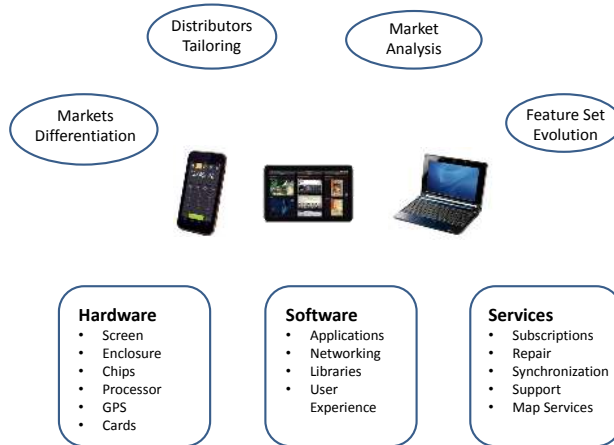 Distributors
Tailoring
Market
Analysis
Markets
Differentiation
Feature Set
Evolution
Hardware
• Screen
• Enclosure
• Chips
• Processor
• GPS
• Cards
Software
• Applications
• Networking
• Libraries
• User
Experience
Services
• Subscriptions
• Repair
• Synchronization
• Support
• Map Services